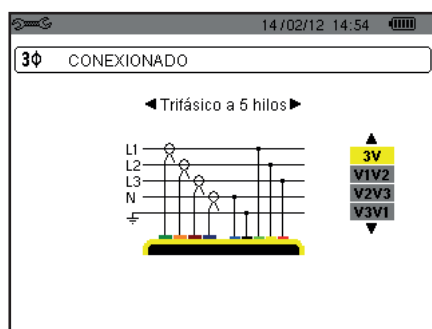 14/02/12 14:54
3Φ CONEXIONADO
◄Trifásico a 5 hilos►
L1
L2
L3
N
3V
V1V2
V2V3
V3V1